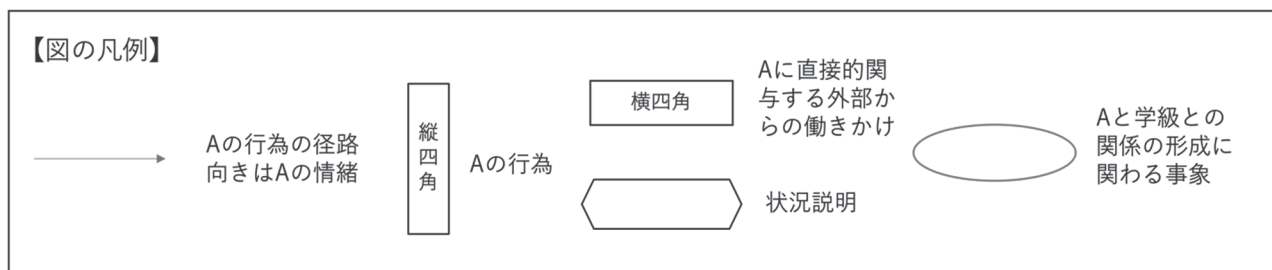 【図の凡例】
Aの行為の径路
向きはAの情緒
縦四角
Aの行為
横四角
Aに直接的関
与する外部か
らの働きかけ
状況説明
Aと学級との
関係の形成に
関わる事象